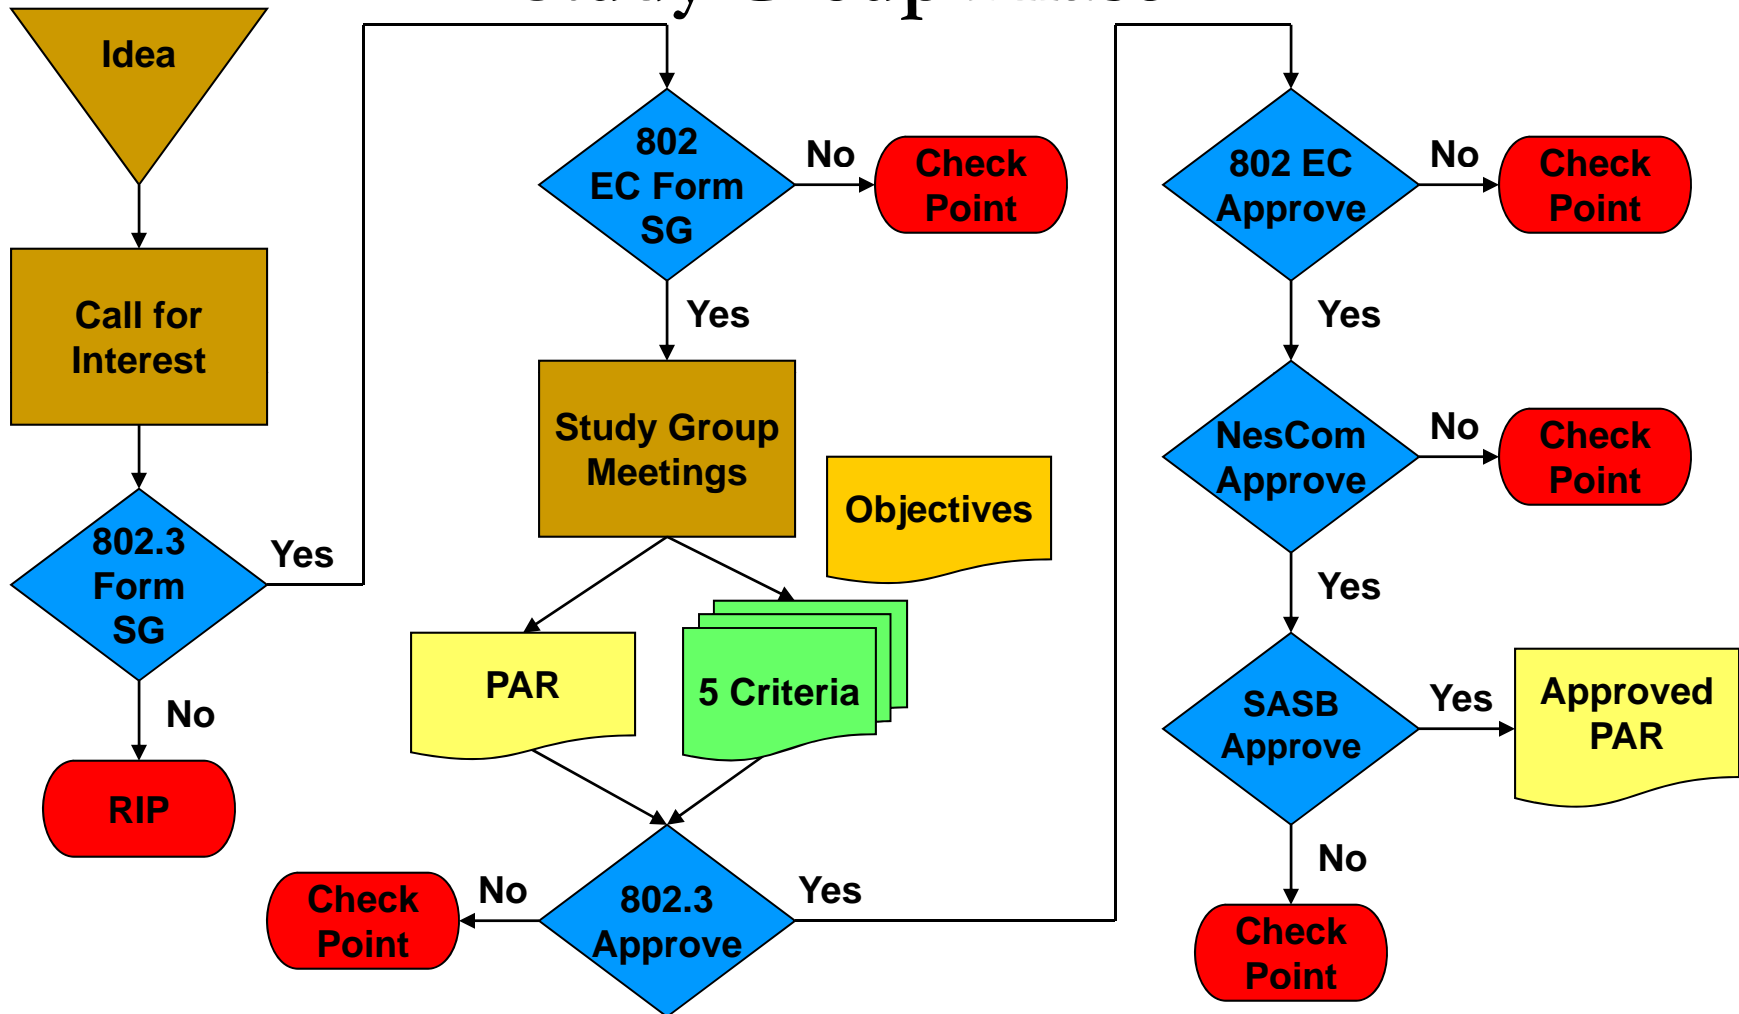 Study Group
Idea
Call for
Interest
802.3
Form
SG
Yes
No
RIP
802
EC Form
SG
No
Check
Point
Yes
Study Group
Meetings
Objectives
PAR
5 Criteria
802.3
Approve
No
Check
Point
Yes
802 EC
Approve
No
Check
Point
Yes
NesCom
Approve
No
Check
Point
Yes
SASB
Approve
Yes
Approved
PAR
No
Check
Point